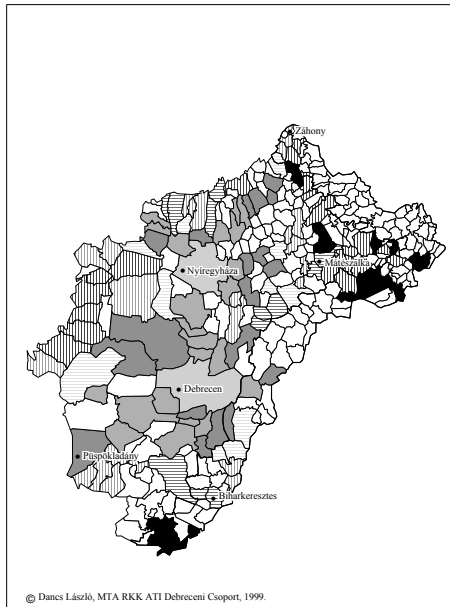 Záhony
Mátészalka
Nyíregyháza
Debrecen
Püspökladány
Biharkeresztes
© Dancs László, MTA RKK ATI Debreceni Csoport, 1999.